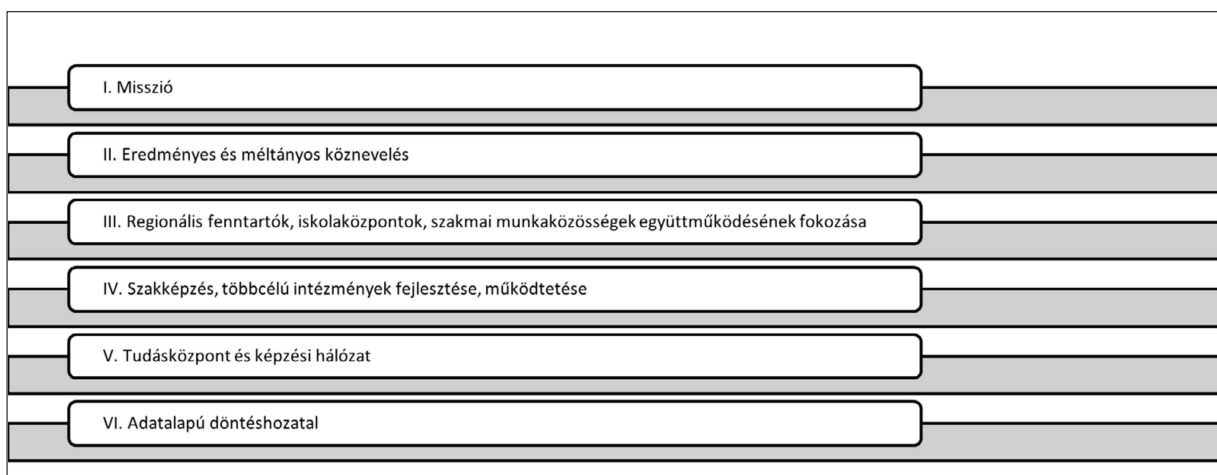 I. Misszió
II. Eredményes és méltányos köznevelés
III. Regionális fenntartók, iskolaközpontok, szakmai munkaközösségek együttműködésének fokozása
IV. Szakképzés, többcélú intézmények fejlesztése, működtetése
V. Tudásközpont és képzési hálózat
VI. Adatalapú döntéshozatal